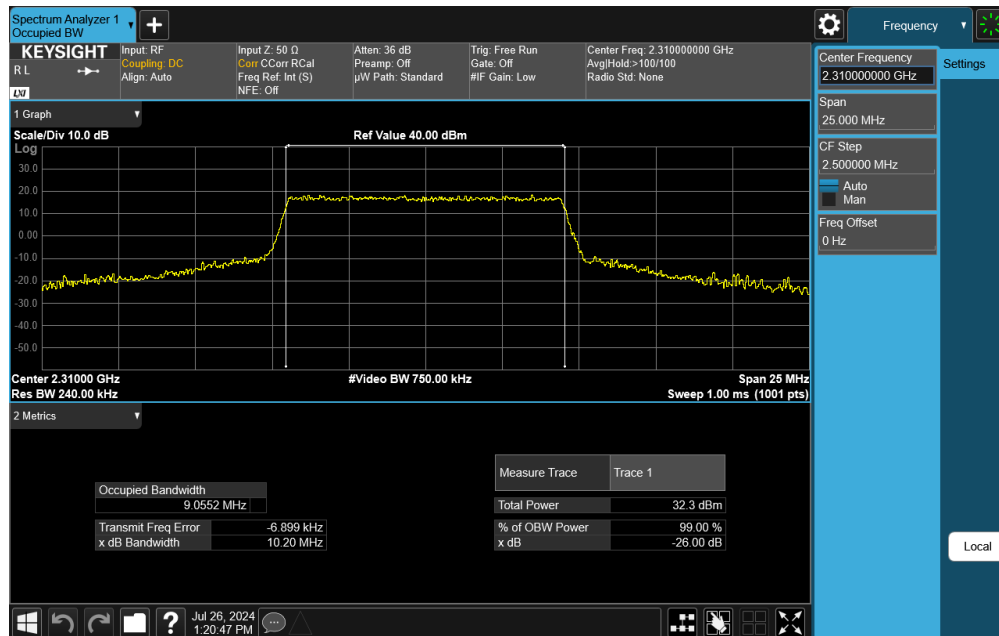 Spectrum Analyzer 1
Occupied BW
Frequency
KEYSIGHT
R L
LXI
Input: RF
Coupling: DC
Align: Auto
Input Z: 50 Ω
Corr CCorr RCal
Freq Ref: Int (S)
NFE: Off
Atten: 36 dB
Preamp: Off
µW Path: Standard
Trig: Free Run
Gate: Off
#IF Gain: Low
Center Freq: 2.310000000 GHz
Avg|Hold:>100/100
Radio Std: None
Center Frequency
2.310000000 GHz
Settings
Span
25.000 MHz
CF Step
2.500000 MHz
Auto
Man
Freq Offset
0 Hz
Local
1 Graph
Scale/Div 10.0 dB
Ref Value 40.00 dBm
Log
30.0
20.0
10.0
0.00
-10.0
-20.0
-30.0
-40.0
-50.0
Center 2.31000 GHz
#Video BW 750.00 kHz
Span 25 MHz
Res BW 240.00 kHz
Sweep 1.00 ms (1001 pts)
2 Metrics
Occupied Bandwidth
9.0552 MHz
Transmit Freq Error -6.899 kHz
x dB Bandwidth 10.20 MHz
Measure Trace Trace 1
Total Power 32.3 dBm
% of OBW Power 99.00 %
x dB -26.00 dB
?
Jul 26, 2024
1:20:47 PM